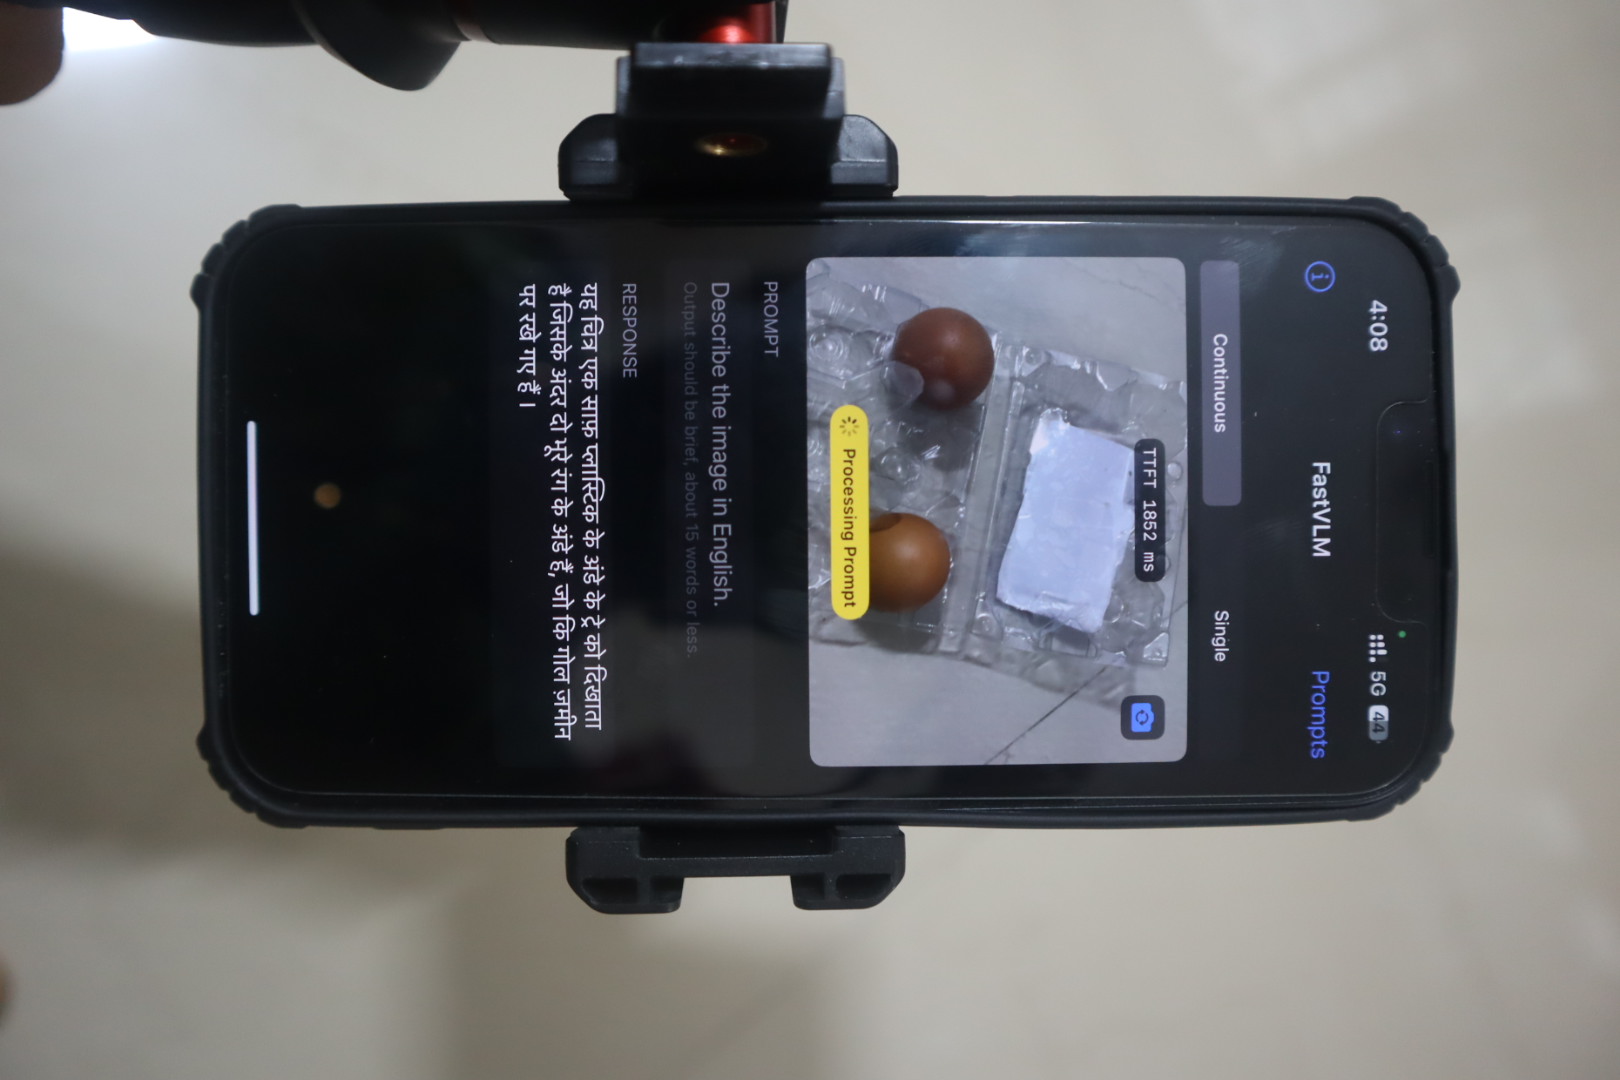 4:08
5G 44
FastVLM
Prompts
Continuous
Single
TTFT 1852 ms
Processing Prompt
PROMPT
Describe the image in English.
Output should be brief, about 15 words or less.
RESPONSE
यह चित्र एक साफ़ प्लास्टिक के अंडे के ट्रे को दिखाता
है जिसके अंदर दो भूरे रंग के अंडे हैं, जो कि गोल ज़मीन
पर रखे गए हैं ।